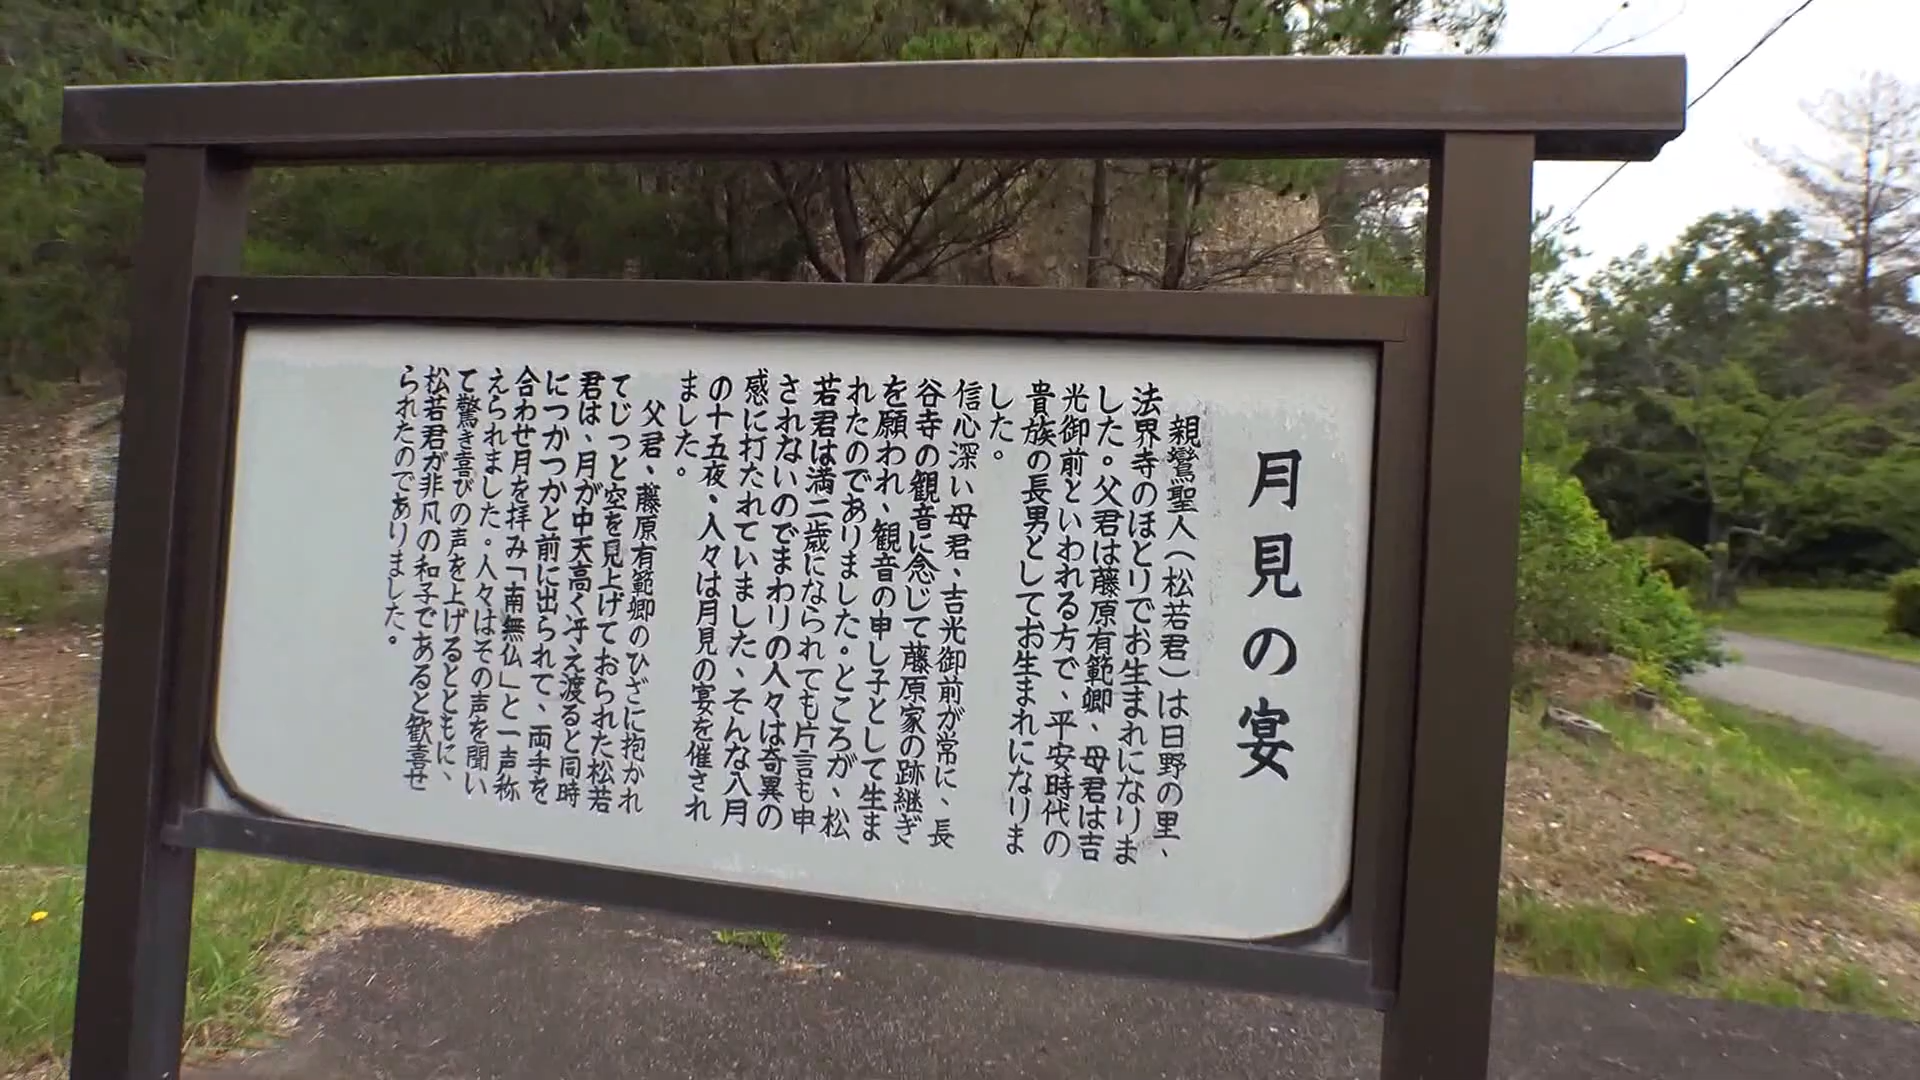 月見の宴
親鸞聖人(松若君)は日野の里、
法界寺のほとりでお生まれになりま
した。父君は藤原有範卿、母君は吉
光御前といわれる方で、平安時代の
貴族の長男としてお生まれになりま
した。
信心深い母君、吉光御前が常に、長
谷寺の観音に念じて藤原家の跡継ぎ
を願われ、観音の申し子として生ま
れたのでありました。ところが、松
若君は満二歳になられても片言も申
されないのでまわりの人々は奇異の
感に打たれていました、そんな八月
の十五夜、人々は月見の宴を催され
ました。
父君、藤原有範卿のひざに抱かれ
てじっと空を見上げておられた松若
君は、月が中天高く冴え渡ると同時
につかつかと前に出られて、両手を
合わせ月を拝み「南無仏」と一声称
えられました。人々はその声を聞い
て驚き喜びの声を上げるとともに、
松若君が非凡の和子であると歓喜せ
られたのでありました。